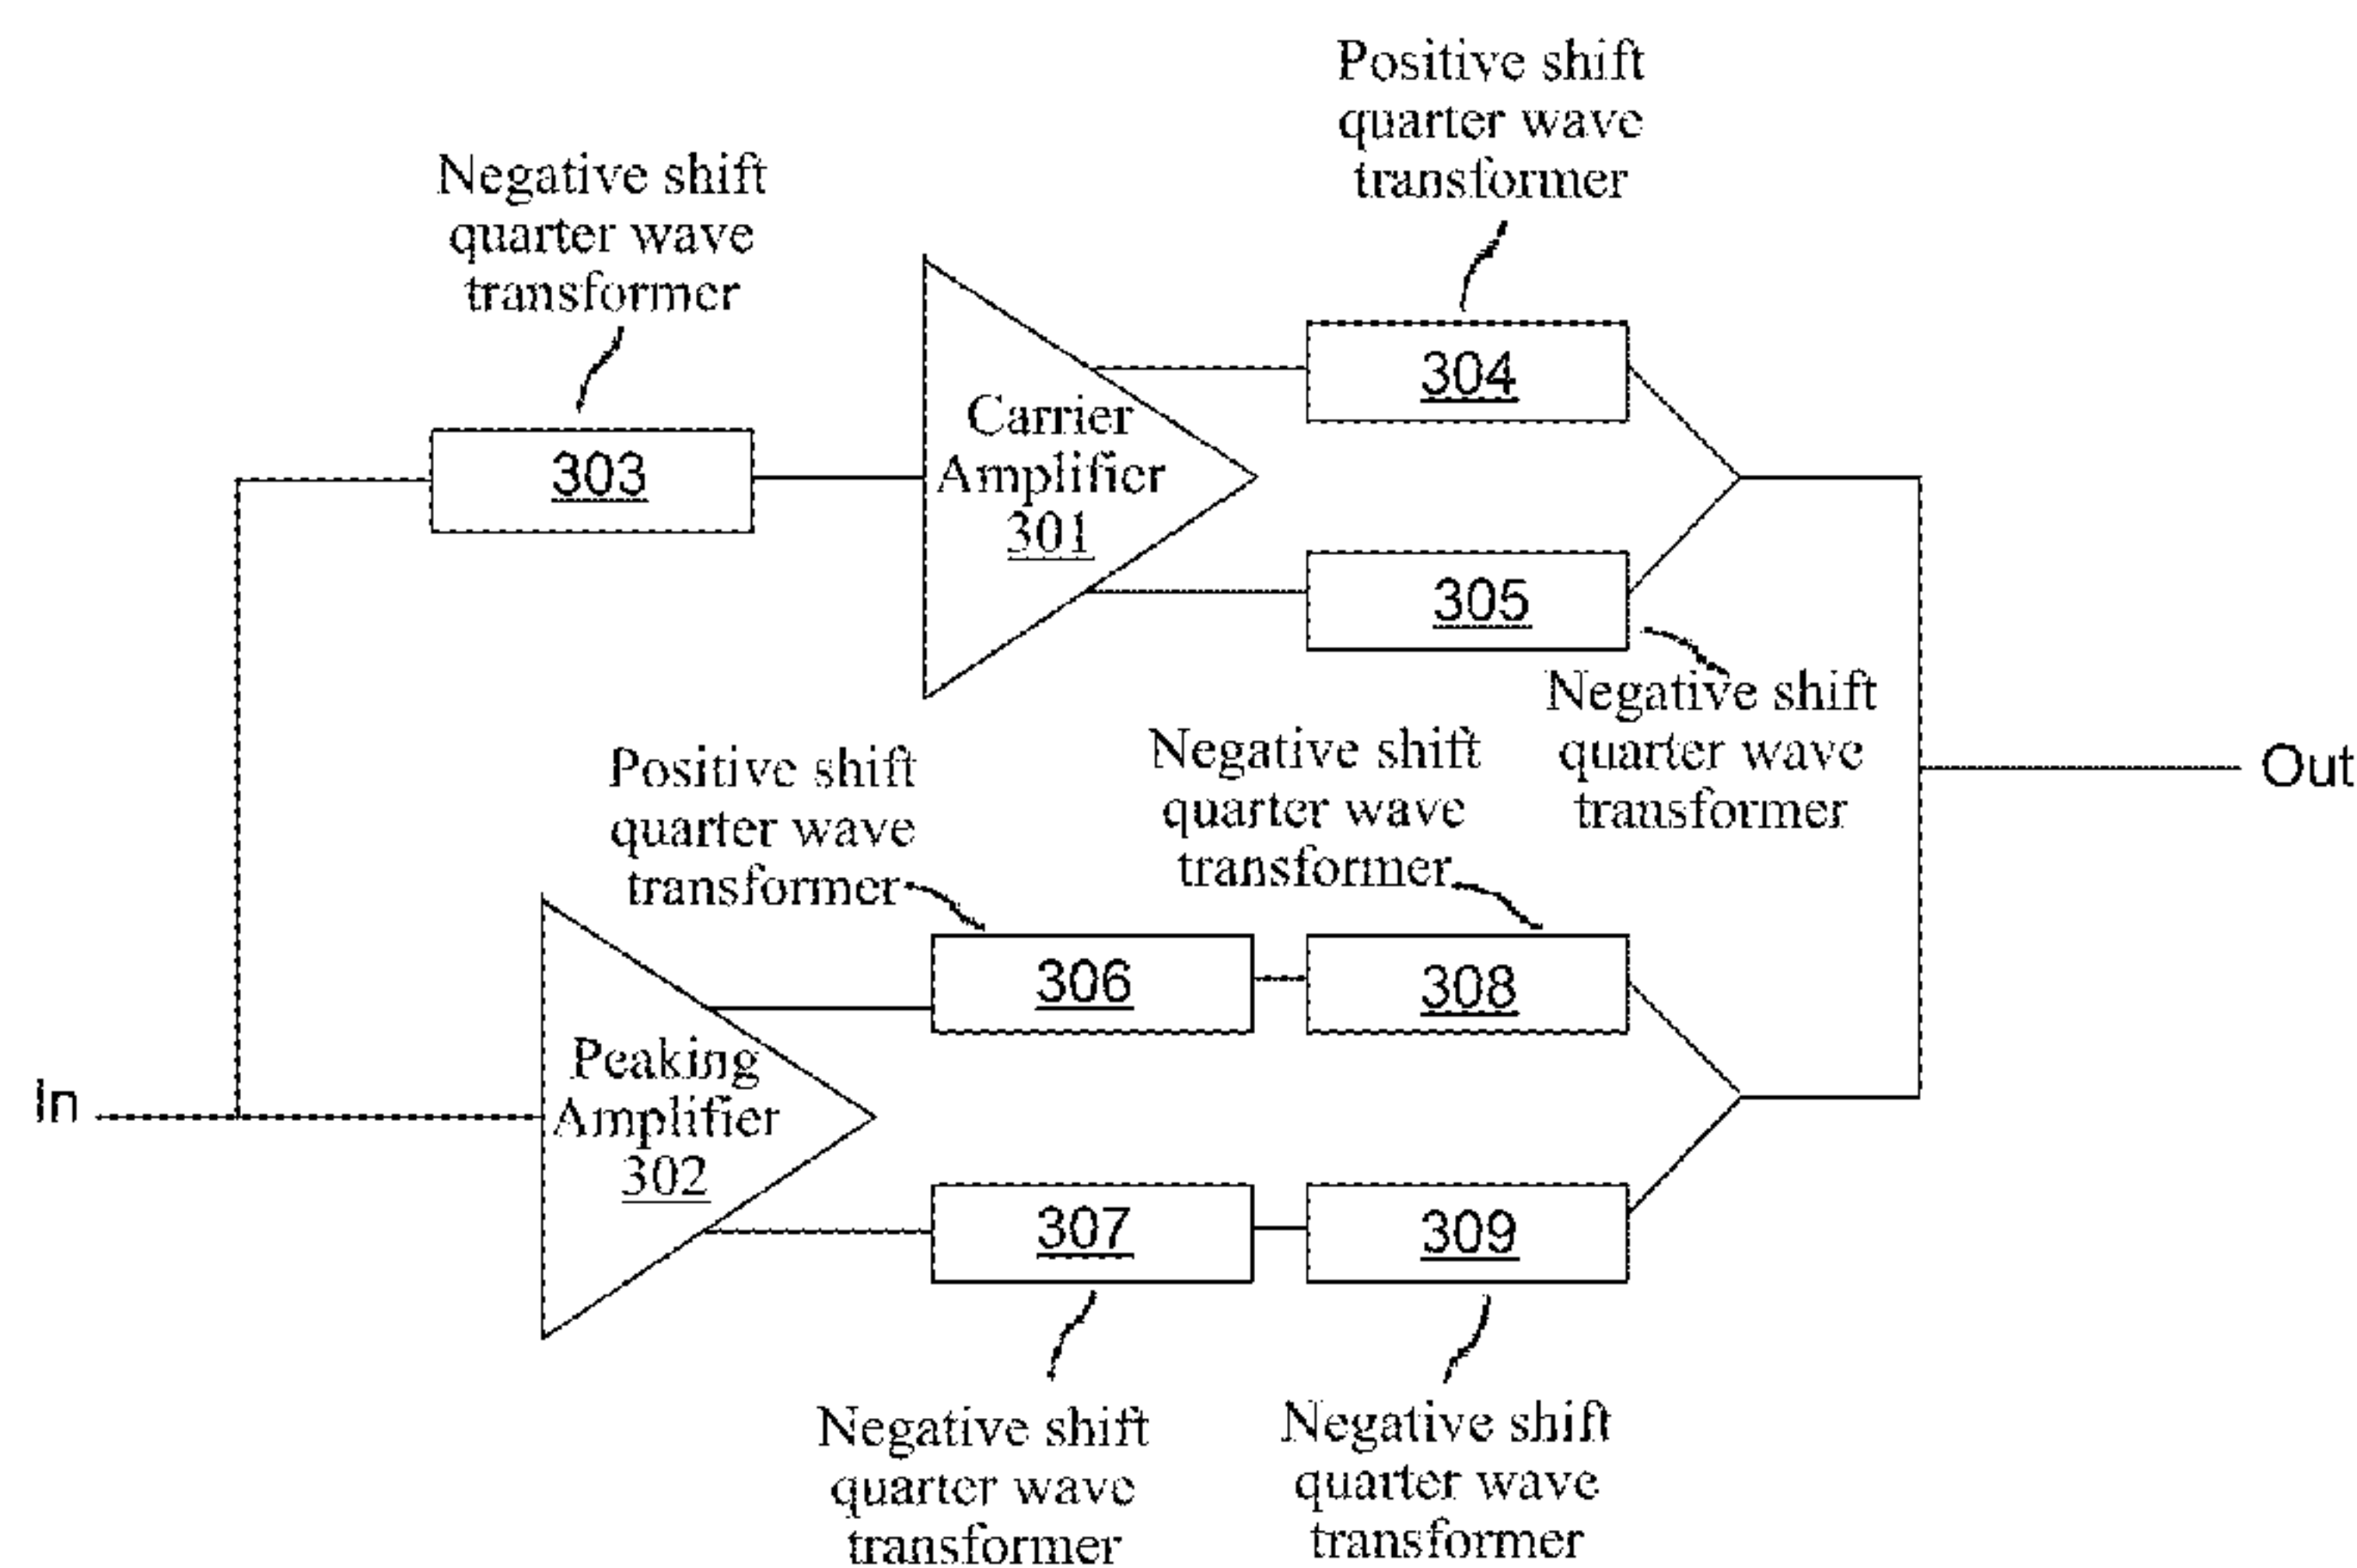 Positive shift
quarter wave
transformer
Negative shift
quarter wave
transformer
304
303
Carrier
Amplifier
301
305
Negative shift
quarter wave
transformer
Positive shift
quarter wave
transformer
Negative shift
quarter wave
transformer
Out
306
308
Peaking
Amplifier
302
In
307
309
Negative shift
quarter wave
transformer
Negative shift
quarter wave
transformer